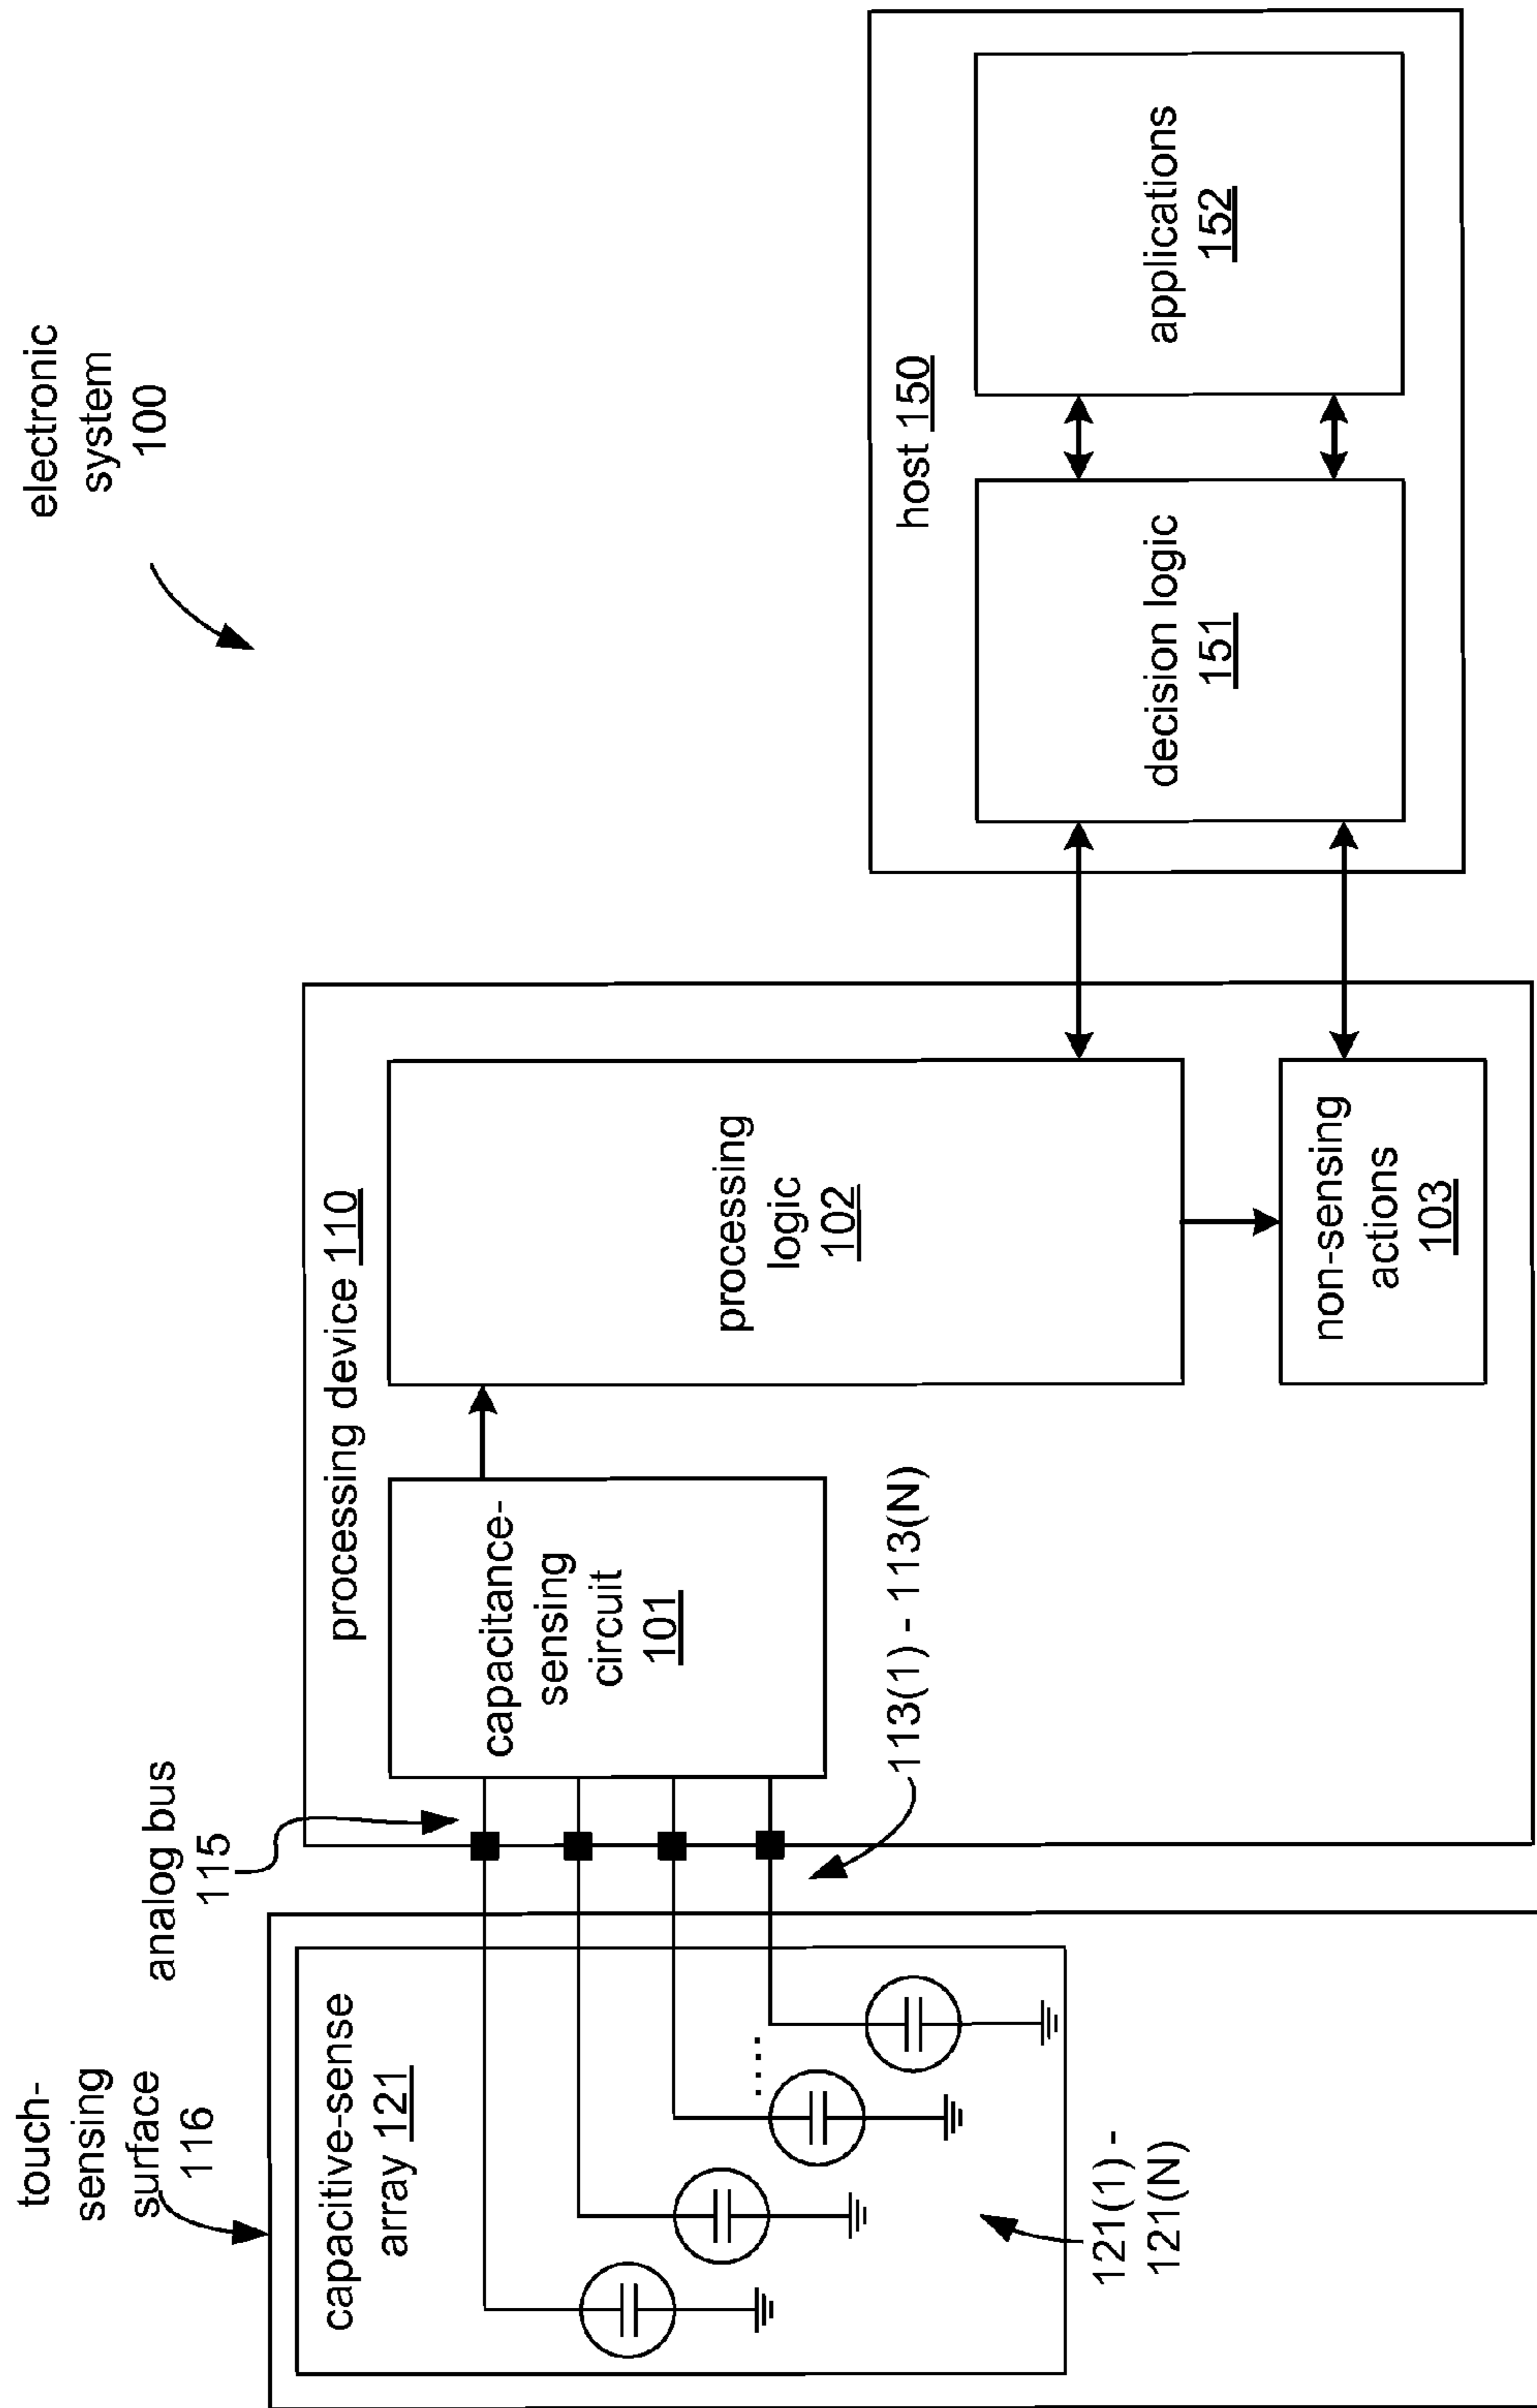 electronic
system
100
touch-
sensing
surface
116
capacitive-sense
array 121
121(1) -
121(N)
analog bus
115
113(1) - 113(N)
processing device 110
capacitance-
sensing
circuit
101
processing
logic
102
non-sensing
actions
103
host 150
decision logic
151
applications
152